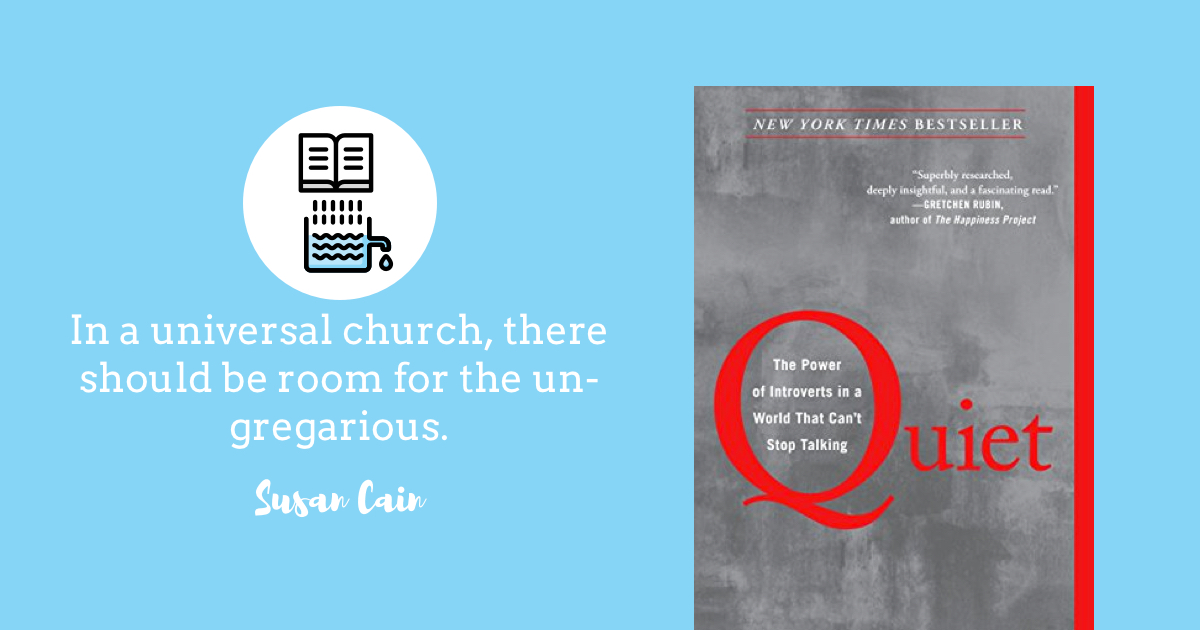 In a universal church, there
should be room for the un-
gregarious.
Susan Cain
NEW YORK TIMES BESTSELLER
“Superbly researched,
deeply insightful, and a fascinating read.”
—GRETCHEN RUBIN,
author of The Happiness Project
The Power
of Introverts in a
World That Can't
Stop Talking
Quiet